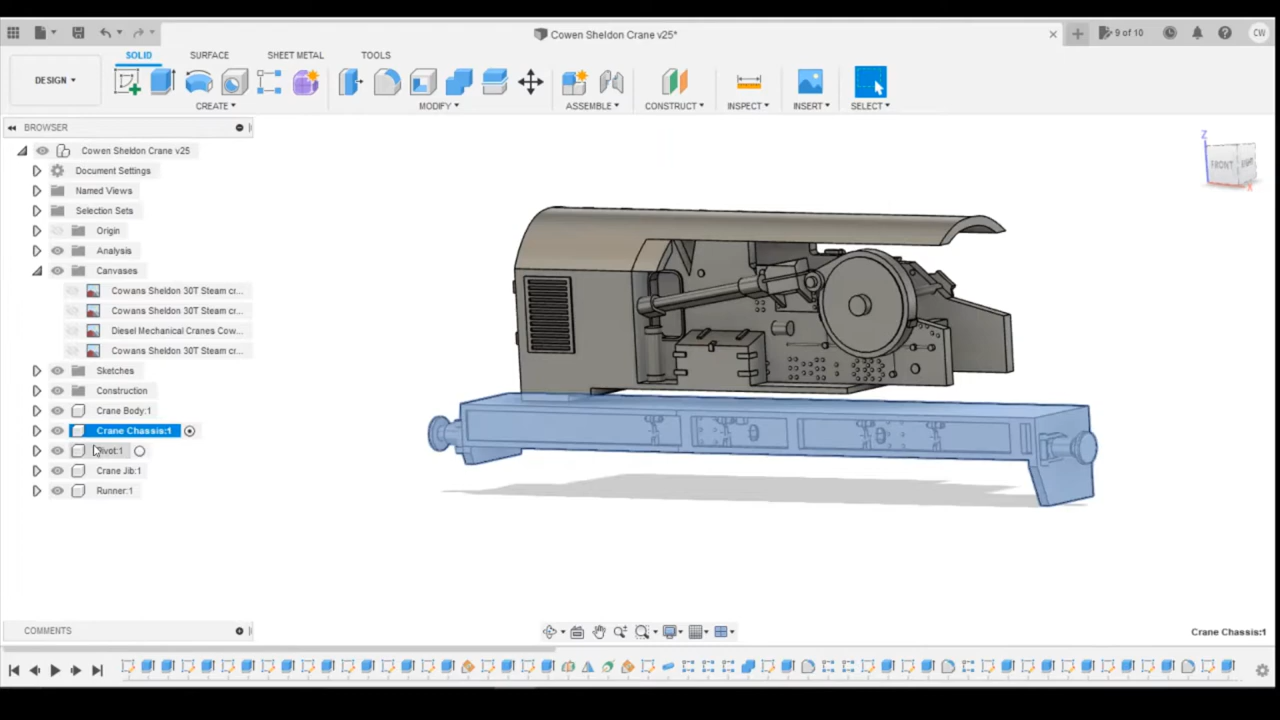 Cowen Sheldon Crane v25*
9 of 10
CW
DESIGN
SOLID
SURFACE
SHEET METAL
TOOLS
CREATE
MODIFY
ASSEMBLE
CONSTRUCT
INSPECT
INSERT
SELECT
BROWSER
Cowen Sheldon Crane v25
Document Settings
Named Views
Selection Sets
Origin
Analysis
Canvases
Cowans Sheldon 30T Steam cr...
Cowans Sheldon 30T Steam cr...
Diesel Mechanical Cranes Cow...
Cowans Sheldon 30T Steam cr...
Sketches
Construction
Crane Body:1
Crane Chassis:1
Pivot:1
Crane Jib:1
Runner:1
Z
FRONT
X
COMMENTS
Crane Chassis:1